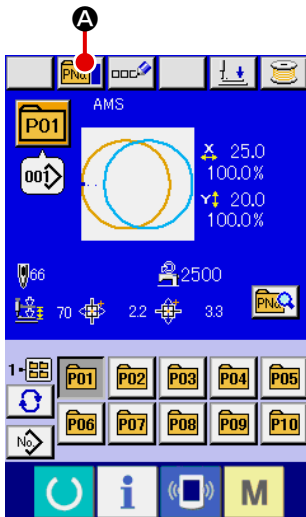 A
PNo.
AMS
P01
001
X 25.0
100.0%
Y 20.0
100.0%
66
2500
70 2.2 3.3
PNo.
1- P01 P02 P03 P04 P05
No. P06 P07 P08 P09 P10
i M